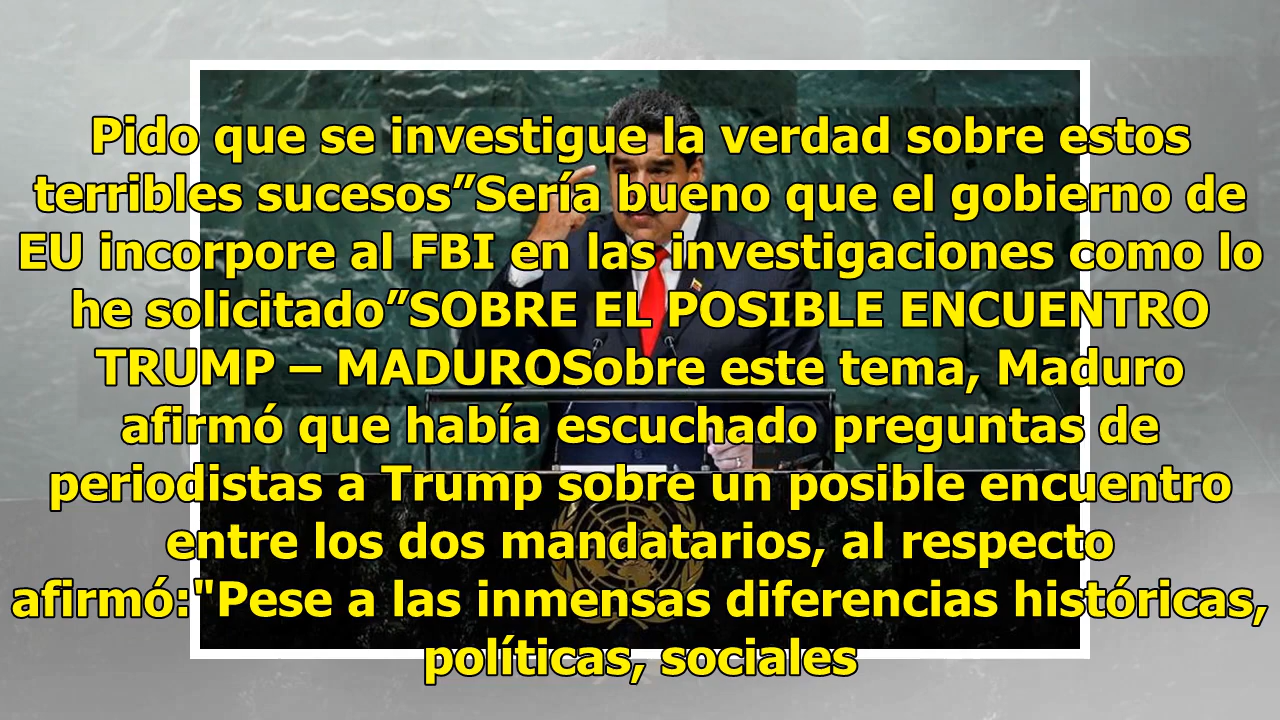 Pido que se investigue la verdad sobre estos
terribles sucesos”Sería bueno que el gobierno de
EU incorpore al FBI en las investigaciones como lo
he solicitado”SOBRE EL POSIBLE ENCUENTRO
TRUMP – MADUROSobre este tema, Maduro
afirmó que había escuchado preguntas de
periodistas a Trump sobre un posible encuentro
entre los dos mandatarios, al respecto
afirmó:"Pese a las inmensas diferencias históricas,
políticas, sociales